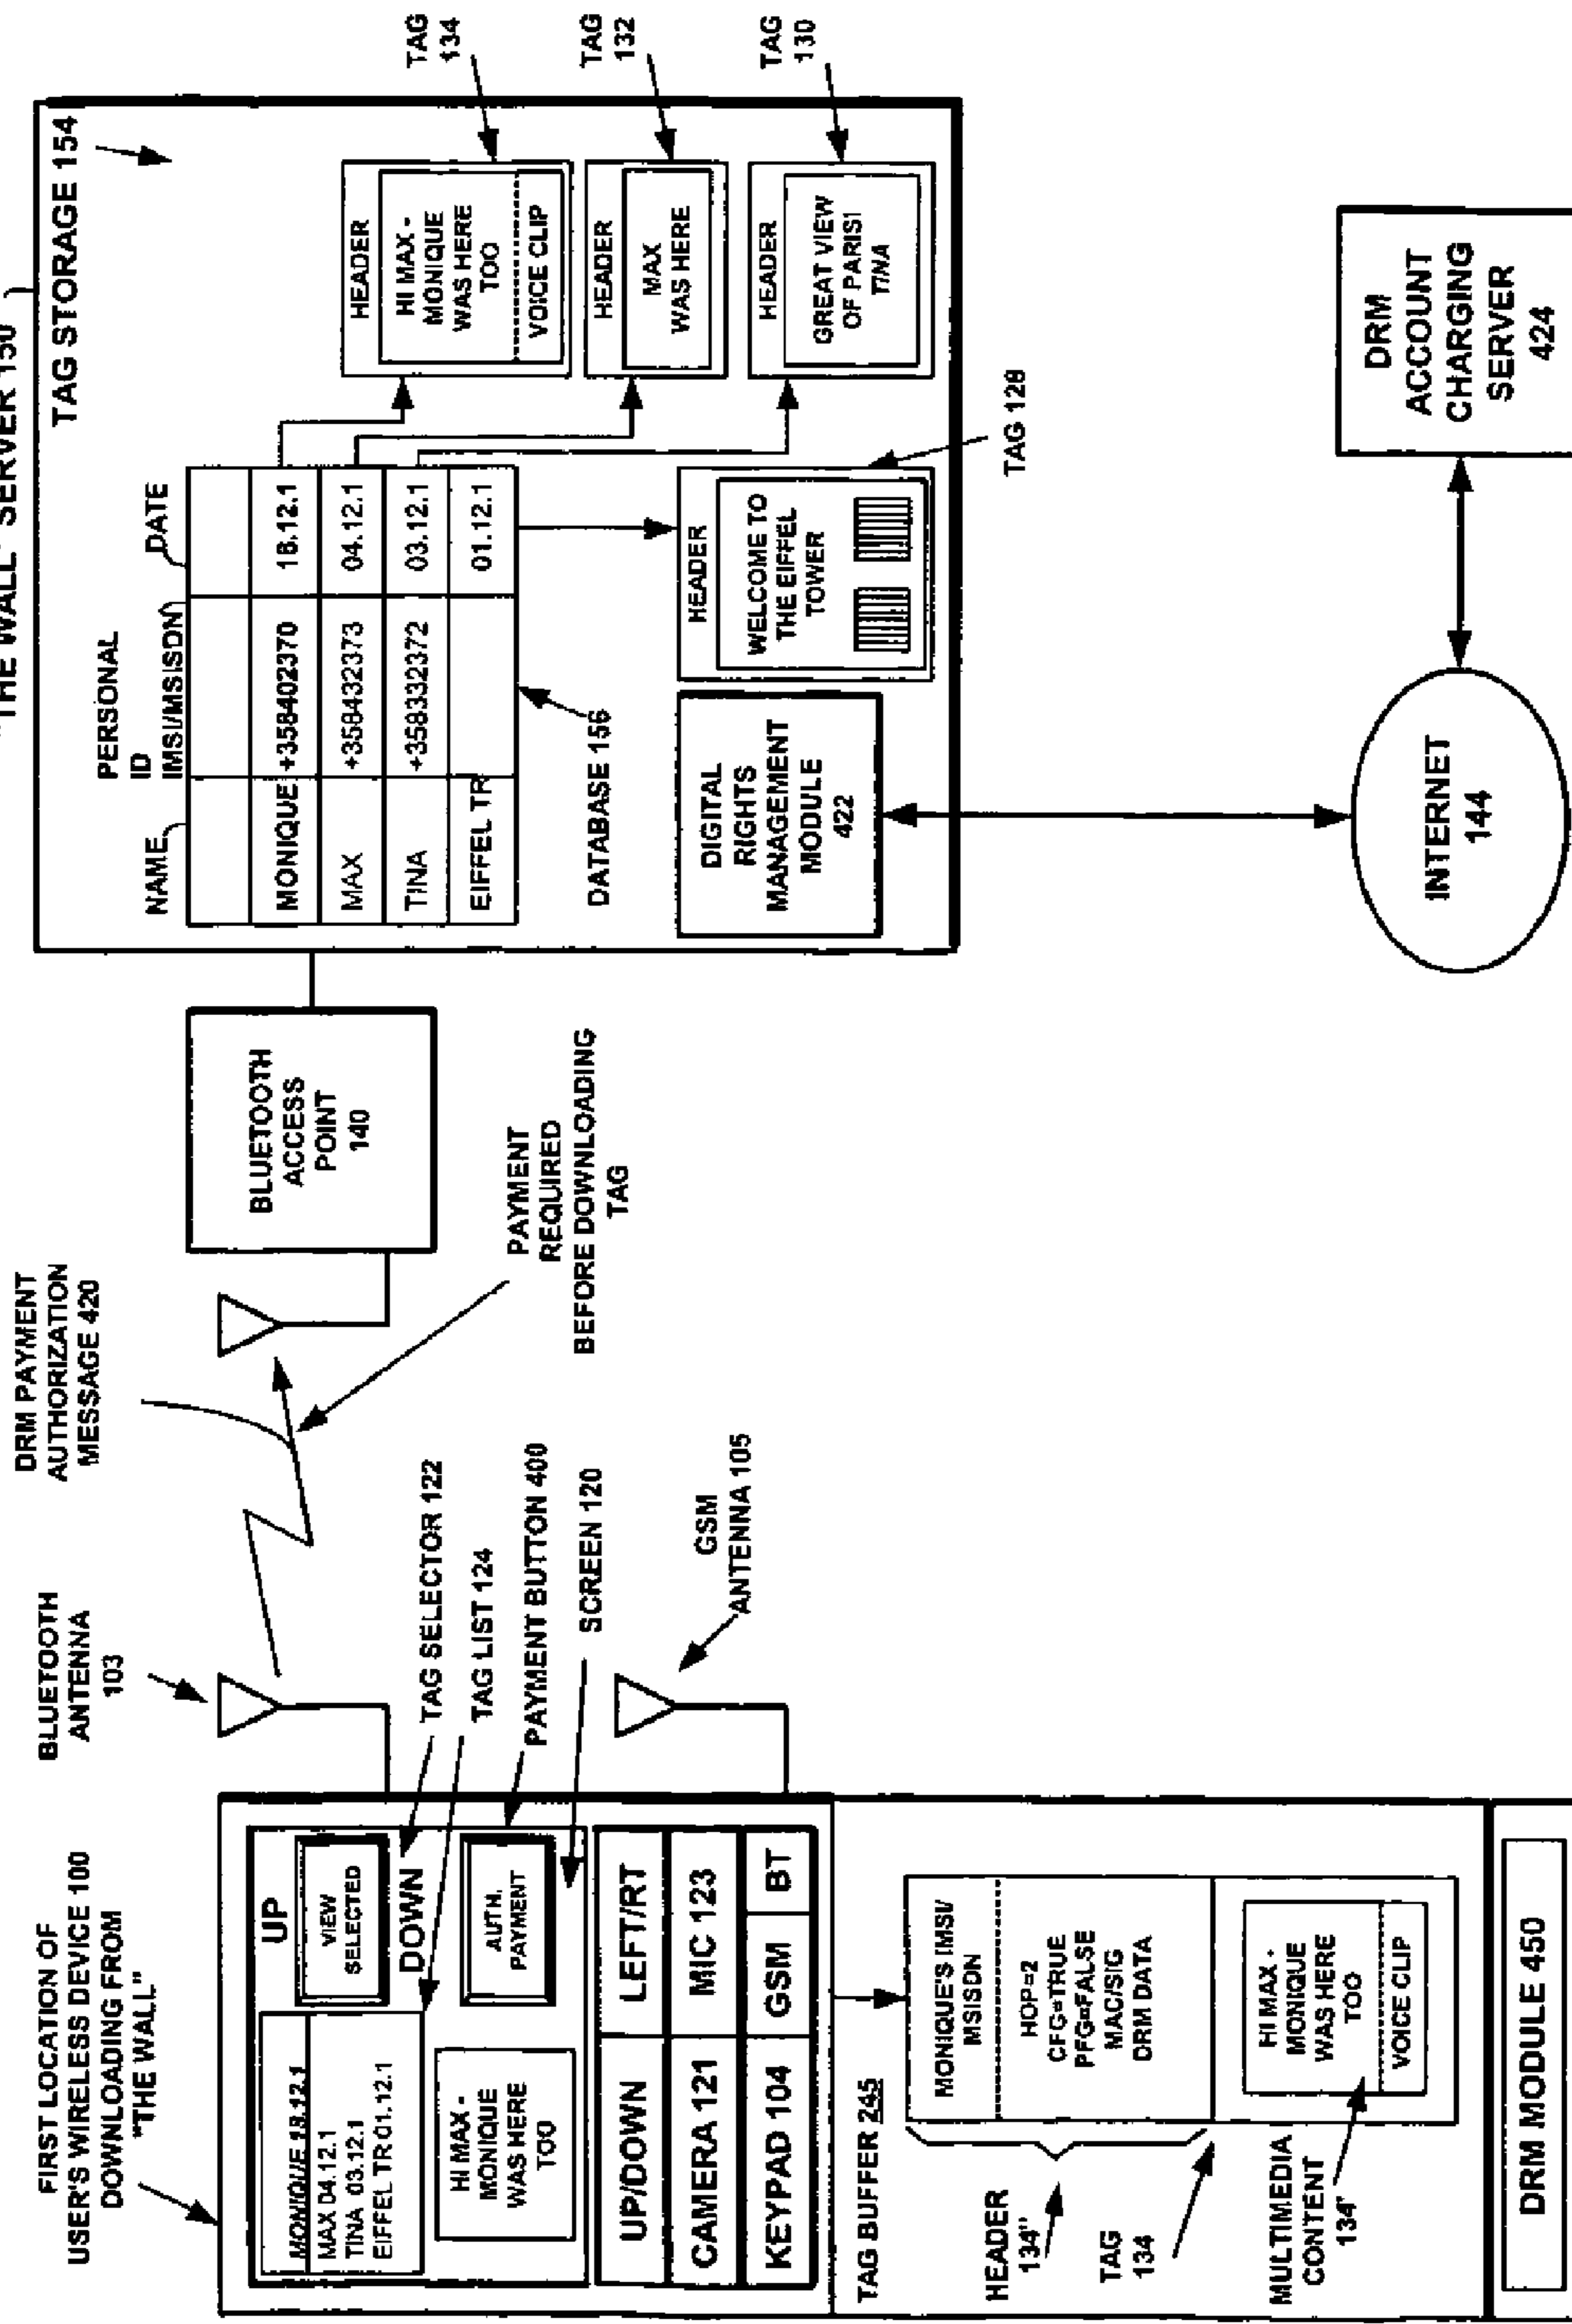 FIRST LOCATION OF
USER'S WIRELESS DEVICE 100
DOWNLOADING FROM
"THE WALL"
BLUETOOTH
ANTENNA
103
DRM PAYMENT
AUTHORIZATION
MESSAGE 420
"THE WALL" SERVER 150
MONIQUE 18.12.1
MAX 04.12.1
TINA 03.12.1
EIFFEL TR 01.12.1
UP
VIEW
SELECTED
DOWN
HI MAX -
MONIQUE
WAS HERE
TOO
AUTH.
PAYMENT
TAG SELECTOR 122
TAG LIST 124
PAYMENT BUTTON 400
SCREEN 120
GSM
ANTENNA 105
UP/DOWN
LEFT/RT
CAMERA 121
MIC 123
KEYPAD 104
GSM
BT
TAG BUFFER 245
HEADER
134"
TAG
134
MULTIMEDIA
CONTENT
134'
MONIQUE'S IMSI/
MSISDN
HOP=2
CFG=TRUE
PFG=FALSE
MAC/SIG
DRM DATA
HI MAX -
MONIQUE
WAS HERE
TOO
VOICE CLIP
DRM MODULE 450
BLUETOOTH
ACCESS
POINT
140
PAYMENT
REQUIRED
BEFORE DOWNLOADING
TAG
TAG STORAGE 154
NAME
PERSONAL
ID
IMSI/MSISDN
DATE
MONIQUE +358402370 18.12.1
MAX +358432373 04.12.1
TINA +358332372 03.12.1
EIFFEL TR 01.12.1
DATABASE 156
DIGITAL
RIGHTS
MANAGEMENT
MODULE
422
HEADER
WELCOME TO
THE EIFFEL
TOWER
TAG 128
HEADER
HI MAX -
MONIQUE
WAS HERE
TOO
VOICE CLIP
TAG
134
HEADER
MAX
WAS HERE
TAG
132
HEADER
GREAT VIEW
OF PARIS!
TINA
TAG
130
INTERNET
144
DRM
ACCOUNT
CHARGING
SERVER
424